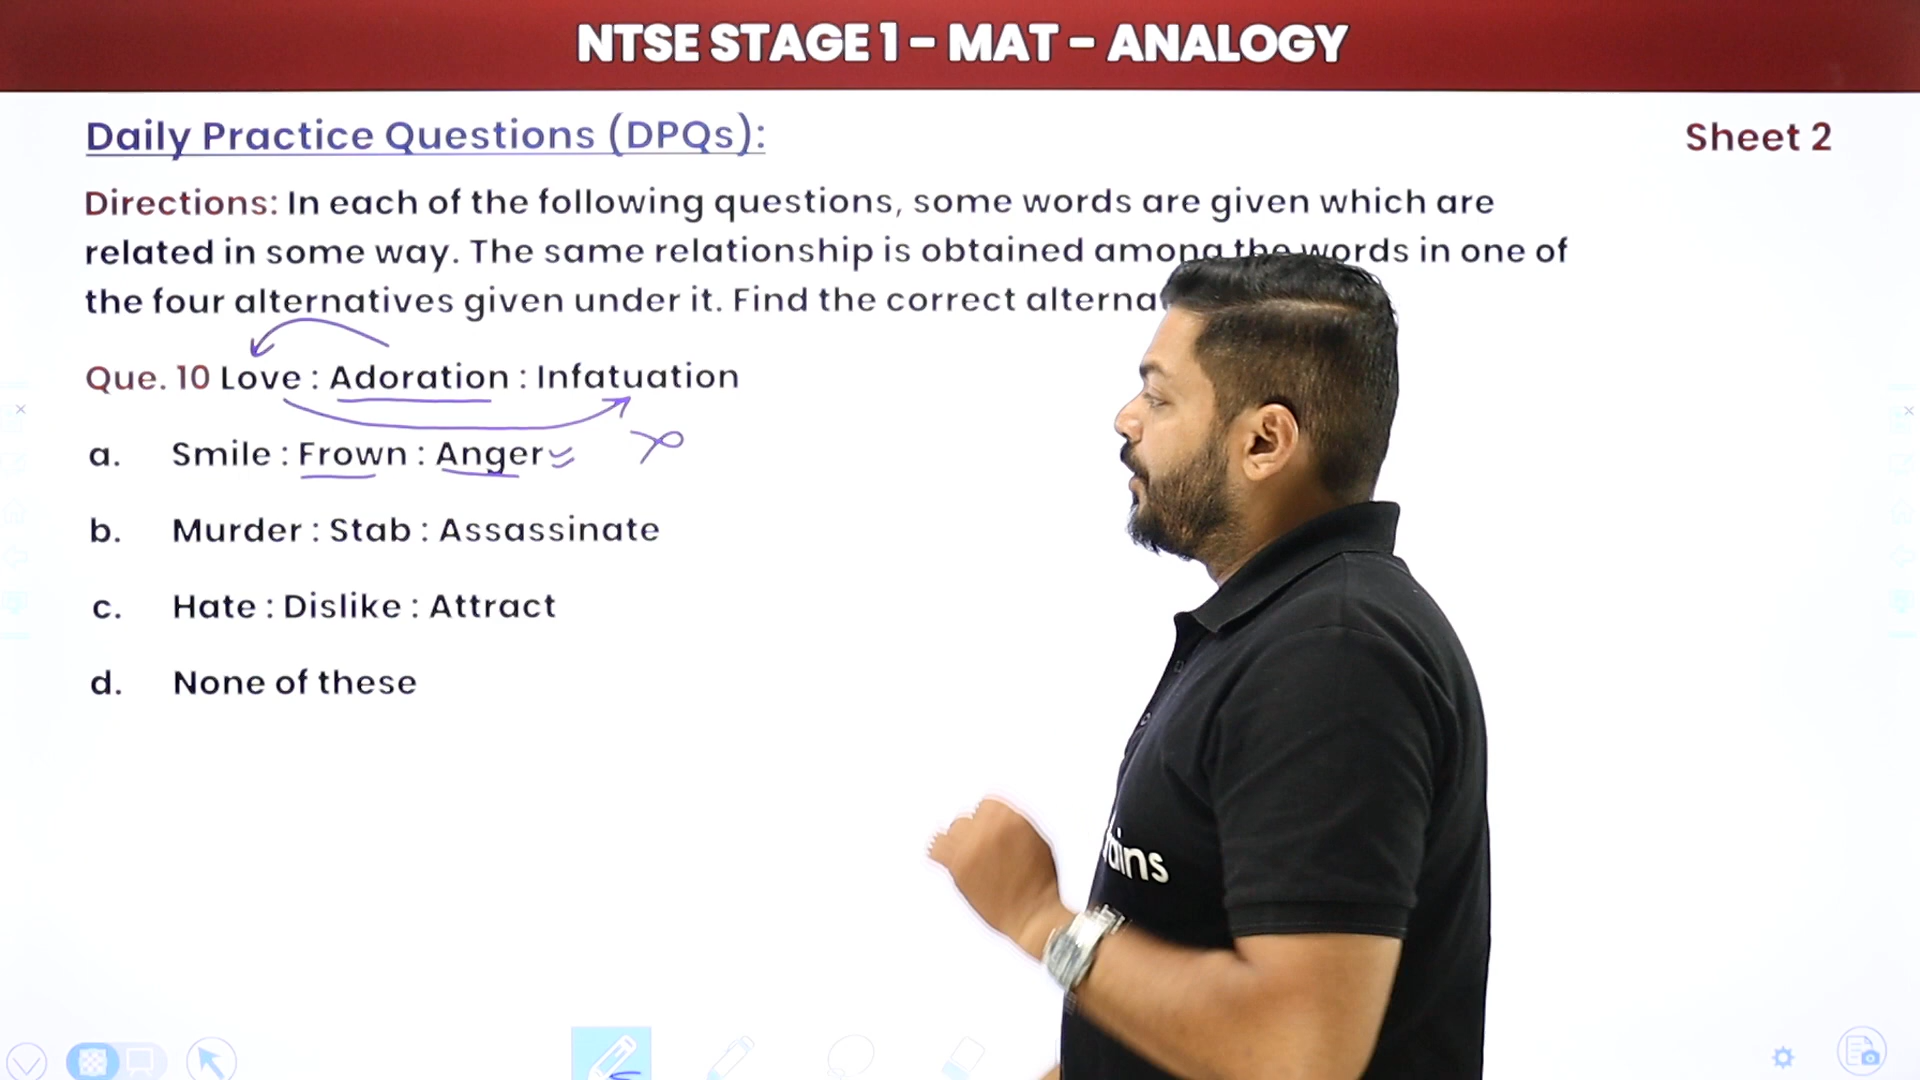 NTSE STAGE 1 - MAT - ANALOGY
Daily Practice Questions (DPQs):
Sheet 2
Directions: In each of the following questions, some words are given which are
related in some way. The same relationship is obtained among the words in one of
the four alternatives given under it. Find the correct alterna
Que. 10 Love : Adoration : Infatuation
a. Smile : Frown : Anger
b. Murder : Stab : Assassinate
c. Hate : Dislike : Attract
d. None of these